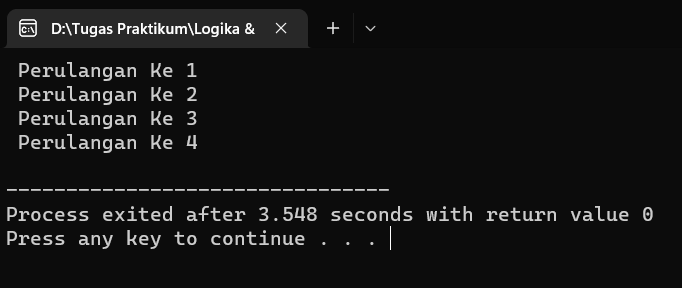 D:\Tugas Praktikum\Logika &
Perulangan Ke 1
Perulangan Ke 2
Perulangan Ke 3
Perulangan Ke 4
--------------------------------
Process exited after 3.548 seconds with return value 0
Press any key to continue . . .